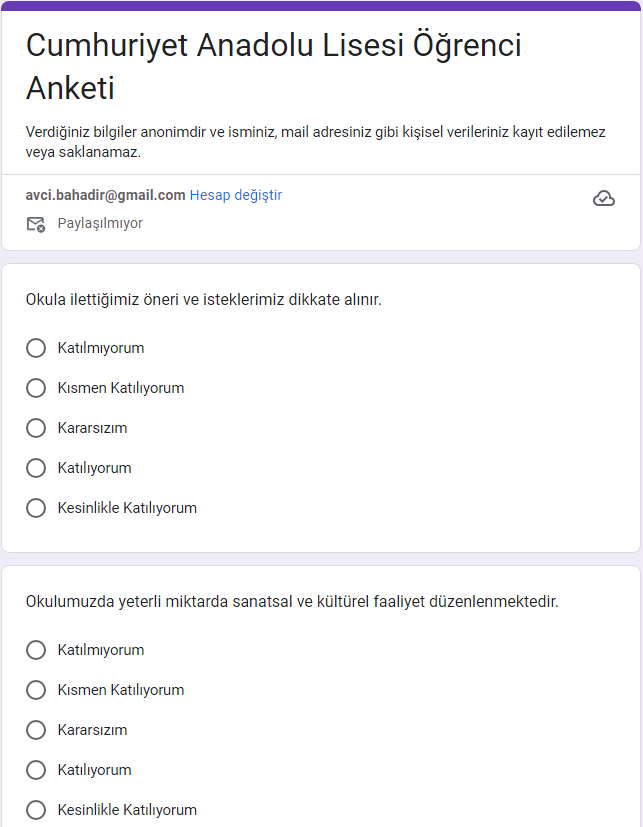 Cumhuriyet Anadolu Lisesi Öğrenci
Anketi
Verdiğiniz bilgiler anonimdir ve isminiz, mail adresiniz gibi kişisel verileriniz kayıt edilemez
veya saklanamaz.
avci.bahadir@gmail.com Hesap değiştir
Paylaşılmıyor
Okula ilettiğimiz öneri ve isteklerimiz dikkate alınır.
Katılmıyorum
Kısmen Katılıyorum
Kararsızım
Katılıyorum
Kesinlikle Katılıyorum
Okulumuzda yeterli miktarda sanatsal ve kültürel faaliyet düzenlenmektedir.
Katılmıyorum
Kısmen Katılıyorum
Kararsızım
Katılıyorum
Kesinlikle Katılıyorum